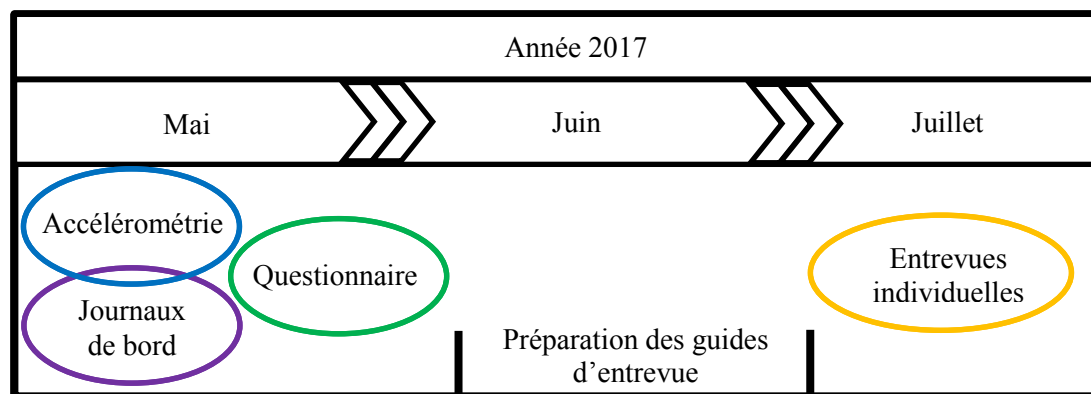 Année 2017
Mai
Juin
Juillet
Accélérométrie
Journaux
de bord
Questionnaire
Préparation des guides
d’entrevue
Entrevues
individuelles